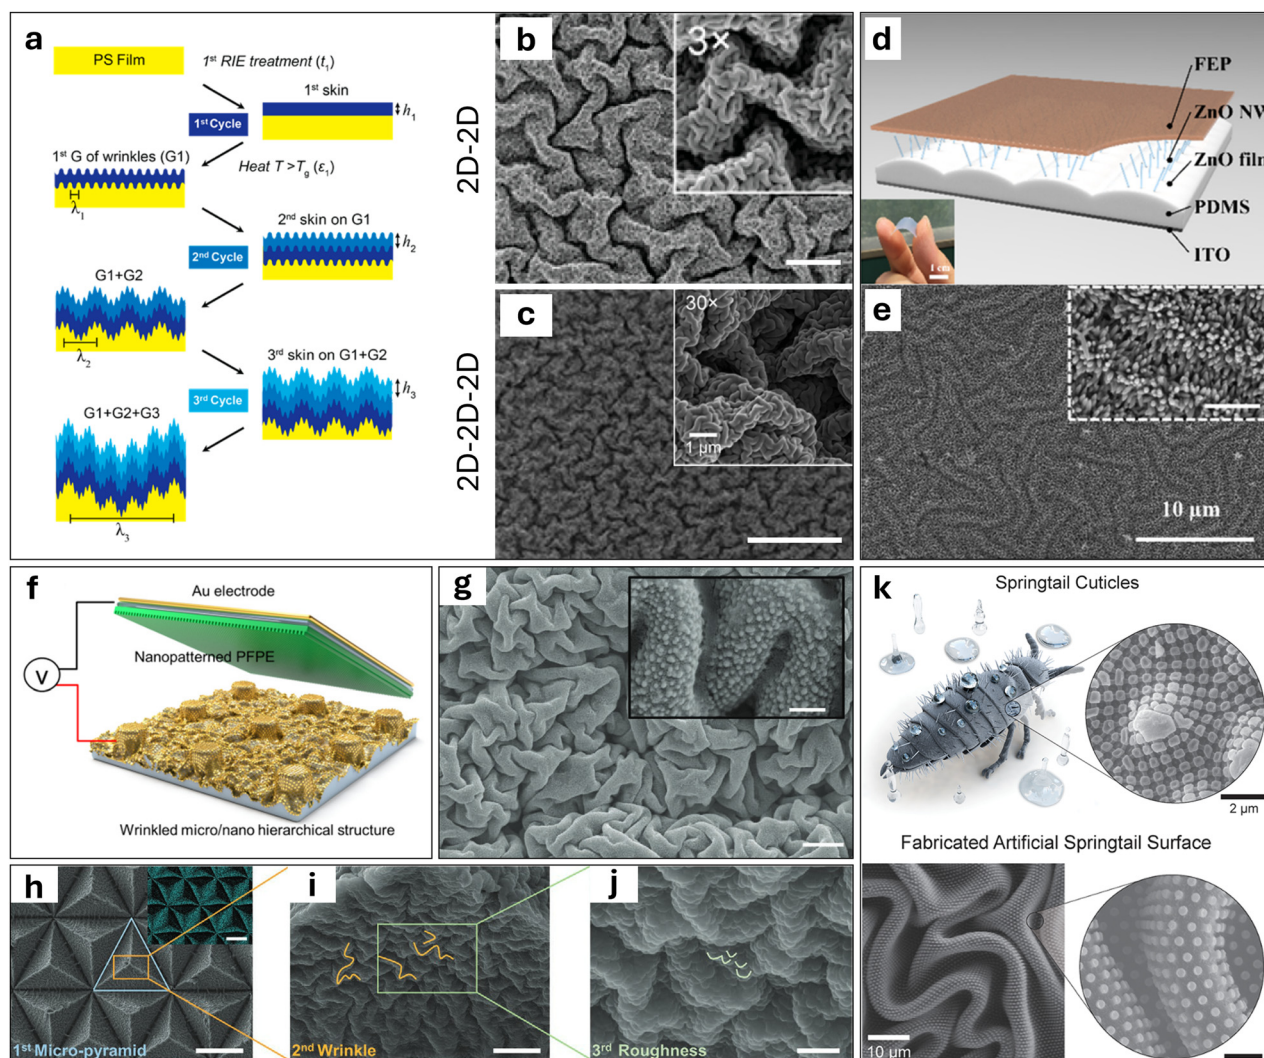 a
PS Film
1st RIE treatment (t1)
1st skin
h1
1st Cycle
1st G of wrinkles (G1)
Heat T >Tg (ε1)
λ1
2nd skin on G1
h2
2nd Cycle
G1+G2
λ2
3rd skin on G1+G2
h3
3rd Cycle
G1+G2+G3
λ3
2D-2D
2D-2D-2D
b
3×
c
30×
1 µm
d
FEP
ZnO NW
ZnO film
PDMS
ITO
1 cm
e
10 µm
f
Au electrode
Nanopatterned PFPE
V
Wrinkled micro/nano hierarchical structure
g
h
1st Micro-pyramid
i
2nd Wrinkle
j
3rd Roughness
k
Springtail Cuticles
2 µm
Fabricated Artificial Springtail Surface
10 µm